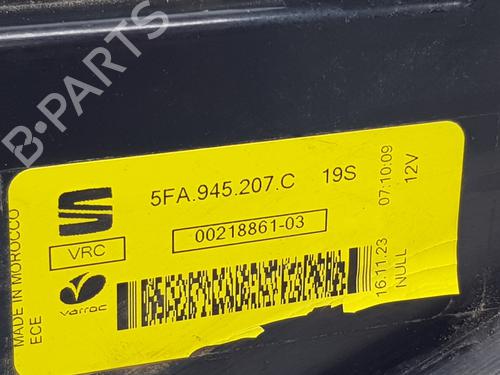 B-PARTS
5FA.945.207.C 19S
00218861-03
VRC
varroc
MADE IN MOROCCO
ECE
07:10:09
12V
16.11.23
NULL